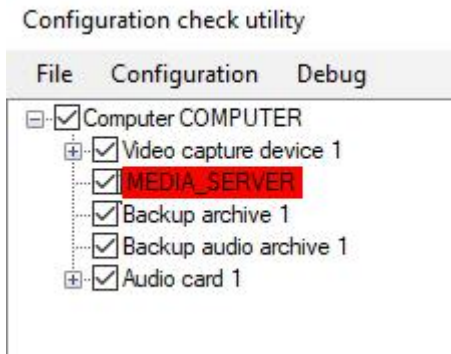 Configuration check utility
File Configuration Debug
Computer COMPUTER
Video capture device 1
MEDIA_SERVER
Backup archive 1
Backup audio archive 1
Audio card 1